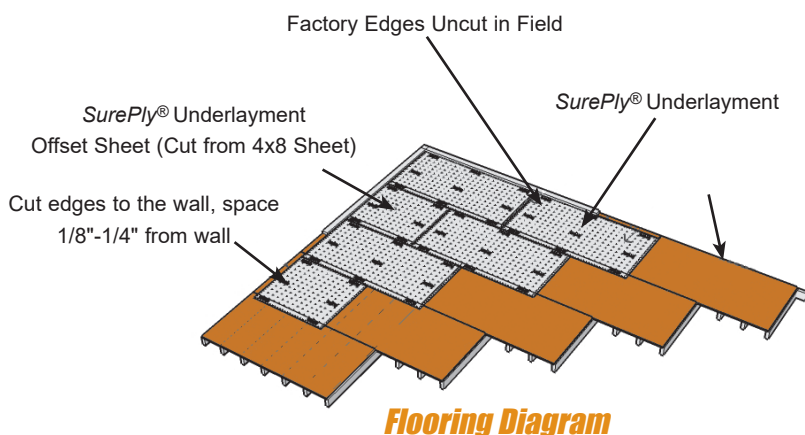 Factory Edges Uncut in Field
SurePly® Underlayment
Offset Sheet (Cut from 4x8 Sheet)
SurePly® Underlayment
Cut edges to the wall, space
1/8"-1/4" from wall
Flooring Diagram